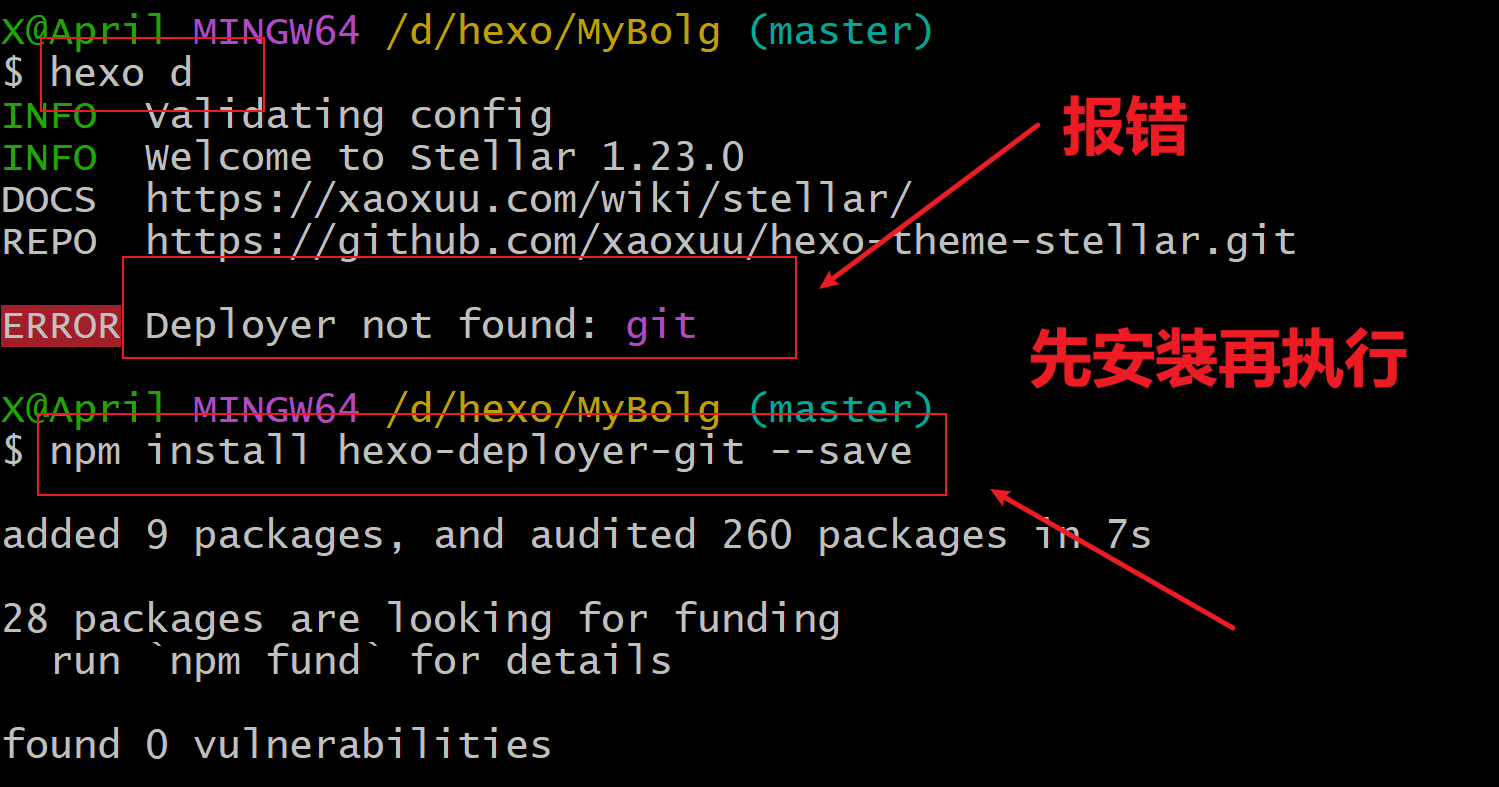 X@April MINGW64 /d/hexo/MyBolg (master)
$ hexo d
INFO  Validating config
报错
INFO  Welcome to Stellar 1.23.0
DOCS  https://xaoxuu.com/wiki/stellar/
REPO  https://github.com/xaoxuu/hexo-theme-stellar.git
ERROR Deployer not found: git
先安装再执行
X@April MINGW64 /d/hexo/MyBolg (master)
$ npm install hexo-deployer-git --save
added 9 packages, and audited 260 packages in 7s
28 packages are looking for funding
  run `npm fund` for details
found 0 vulnerabilities